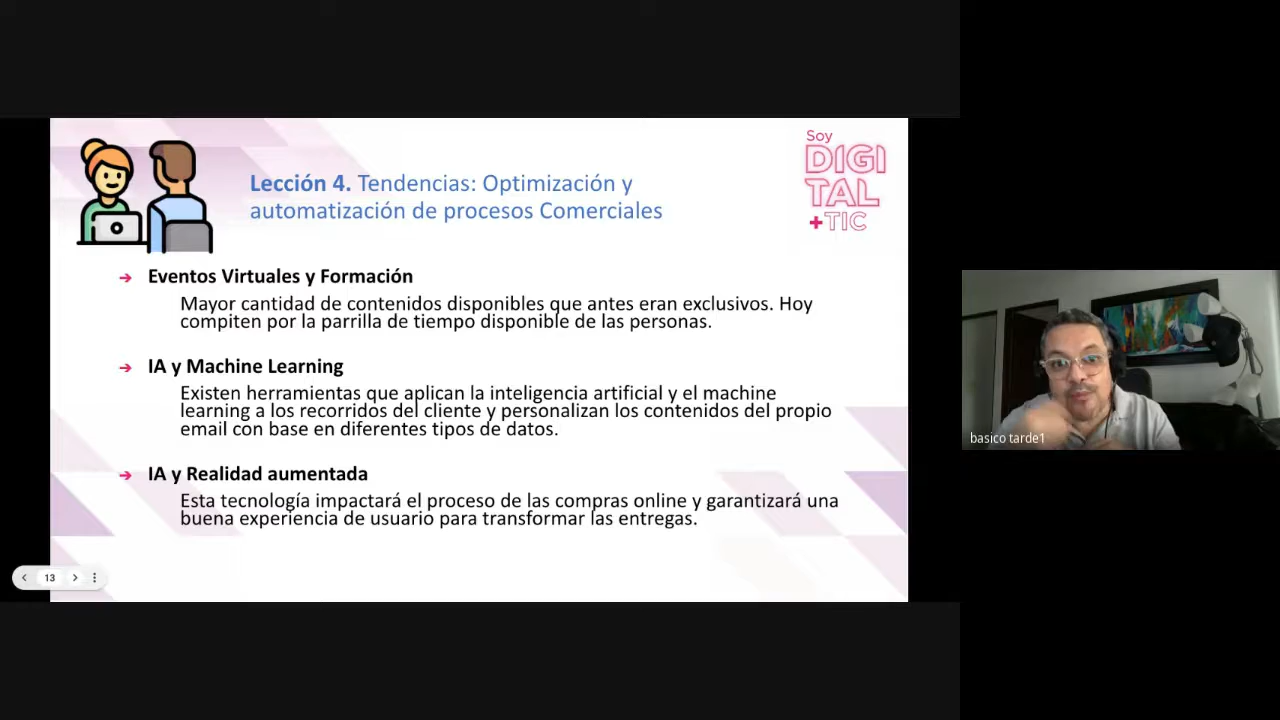 Soy
DIGI
TAL
+TIC
Lección 4. Tendencias: Optimización y
automatización de procesos Comerciales
➔ Eventos Virtuales y Formación
Mayor cantidad de contenidos disponibles que antes eran exclusivos. Hoy
compiten por la parrilla de tiempo disponible de las personas.
➔ IA y Machine Learning
Existen herramientas que aplican la inteligencia artificial y el machine
learning a los recorridos del cliente y personalizan los contenidos del propio
email con base en diferentes tipos de datos.
➔ IA y Realidad aumentada
Esta tecnología impactará el proceso de las compras online y garantizará una
buena experiencia de usuario para transformar las entregas.
13
basico tarde1